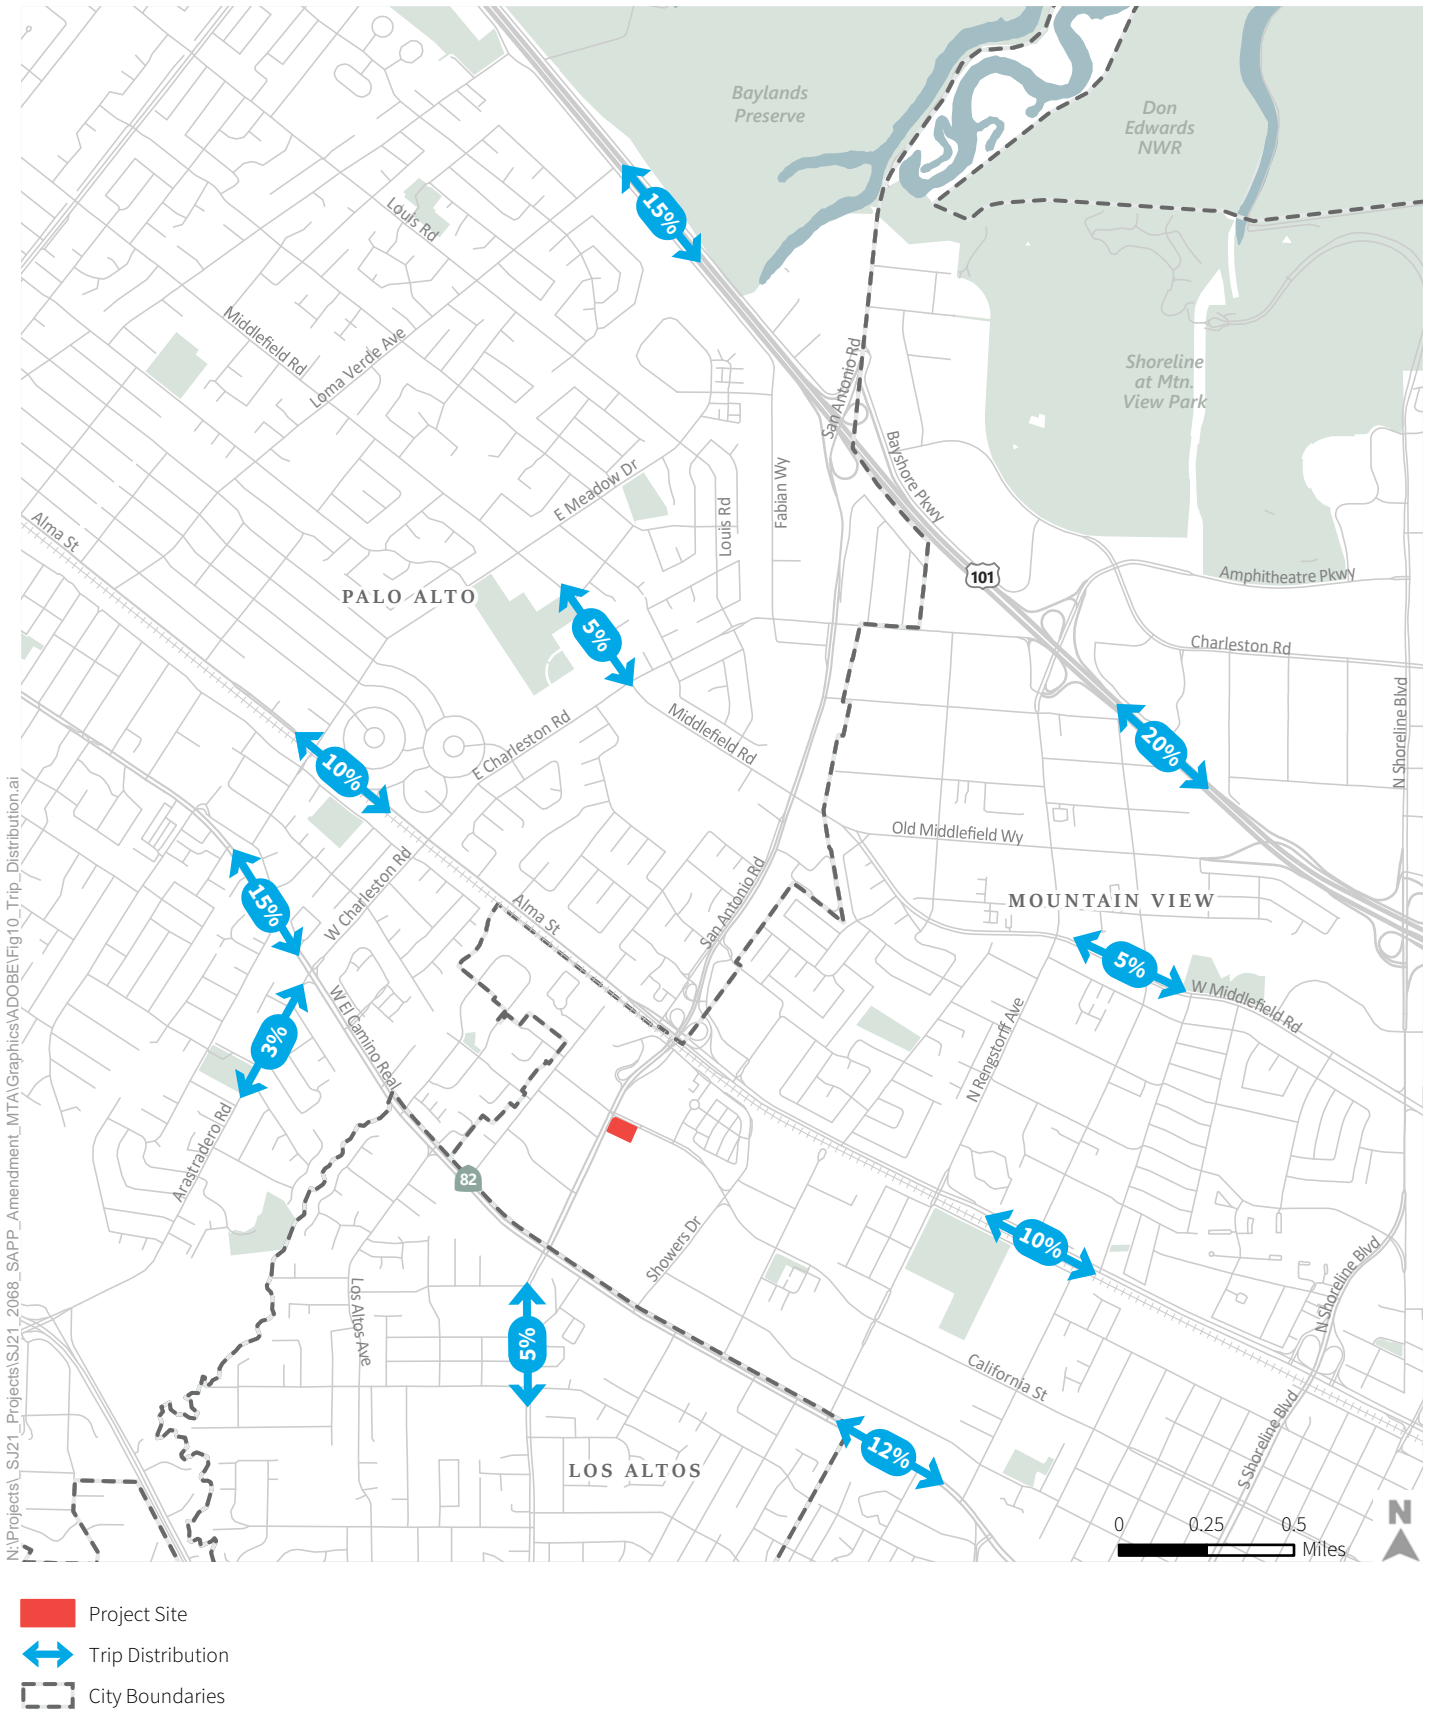 Baylands
Preserve
Don
Edwards
NWR
15%
Louis Rd
Middlefield Rd
Loma Verde Ave
San Antonio Rd
Shoreline
at Mtn.
View Park
Bayshore Pkwy
E Meadow Dr
Fabian Wy
Louis Rd
Alma St
101
Amphitheatre Pkwy
PALO ALTO
5%
Charleston Rd
N Shoreline Blvd
Middlefield Rd
E Charleston Rd
20%
10%
Old Middlefield Wy
W Charleston Rd
15%
Alma St
San Antonio Rd
MOUNTAIN VIEW
5%
W Middlefield Rd
3%
W El Camino Real
N Rengstorff Ave
Arastradero Rd
82
Showers Dr
10%
N Shoreline Blvd
Los Altos Ave
5%
California St
S Shoreline Blvd
12%
LOS ALTOS
N
0 0.25 0.5
Miles
N:\Projects\_SJ21_Projects\SJ21_2068_SAPP_Amendment_MTA\Graphics\ADOBE\Fig10_Trip_Distribution.ai
Project Site
Trip Distribution
City Boundaries